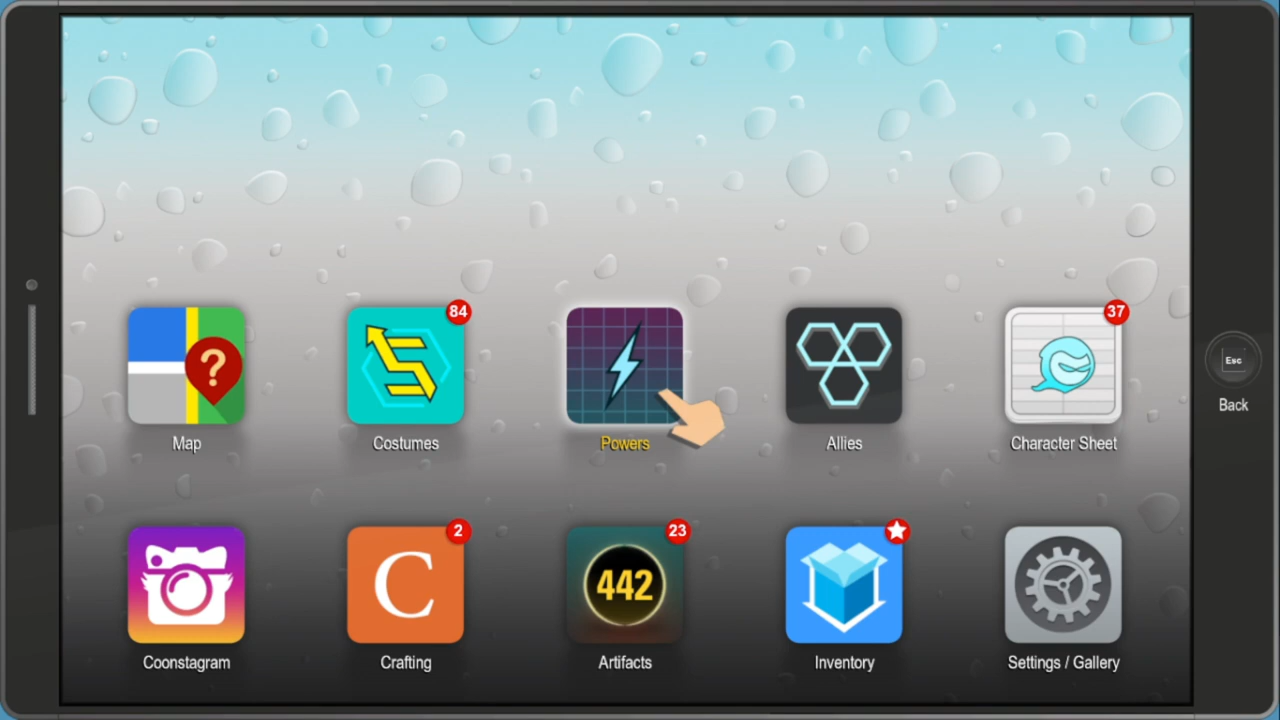 84
37
?
Esc
Back
Map
Costumes
Powers
Allies
Character Sheet
2
23
C
442
Coonstagram
Crafting
Artifacts
Inventory
Settings / Gallery